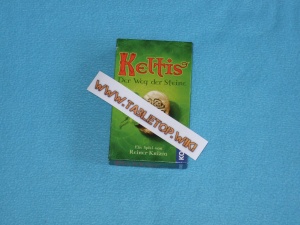 Keltis
Der Weg der Steine
WWW.TABLETOP.WIKI
Ein Spiel von
Reiner Knizia